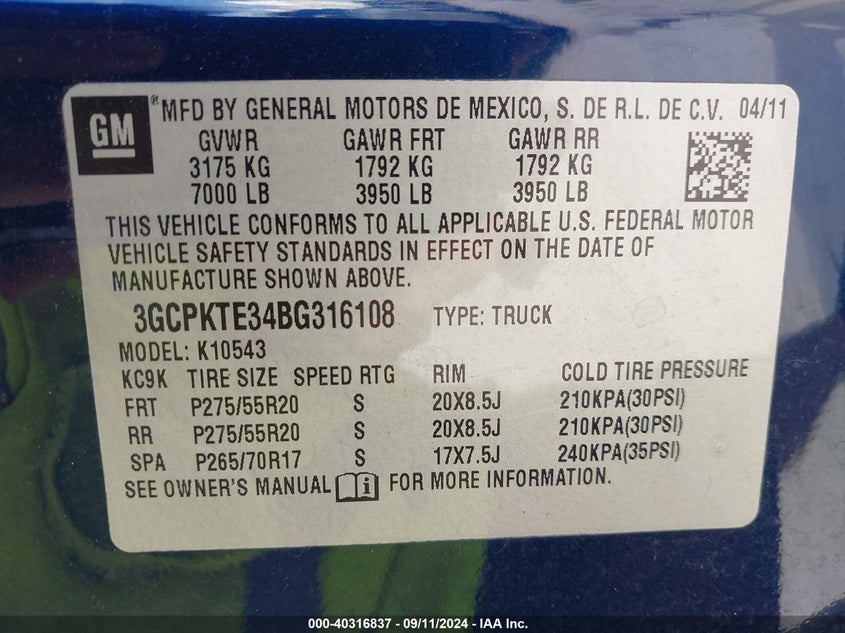 GM ® MFD BY GENERAL MOTORS DE MEXICO, S. DE R.L. DE C.V. 04/11
GVWR GAWR FRT GAWR RR
3175 KG 1792 KG 1792 KG
7000 LB 3950 LB 3950 LB
THIS VEHICLE CONFORMS TO ALL APPLICABLE U.S. FEDERAL MOTOR
VEHICLE SAFETY STANDARDS IN EFFECT ON THE DATE OF
MANUFACTURE SHOWN ABOVE.
3GCPKTE34BG316108 TYPE: TRUCK
MODEL: K10543
KC9K TIRE SIZE SPEED RTG RIM COLD TIRE PRESSURE
FRT P275/55R20 S 20X8.5J 210KPA(30PSI)
RR P275/55R20 S 20X8.5J 210KPA(30PSI)
SPA P265/70R17 S 17X7.5J 240KPA(35PSI)
SEE OWNER'S MANUAL i FOR MORE INFORMATION.
000-40316837 - 09/11/2024 - IAA Inc.